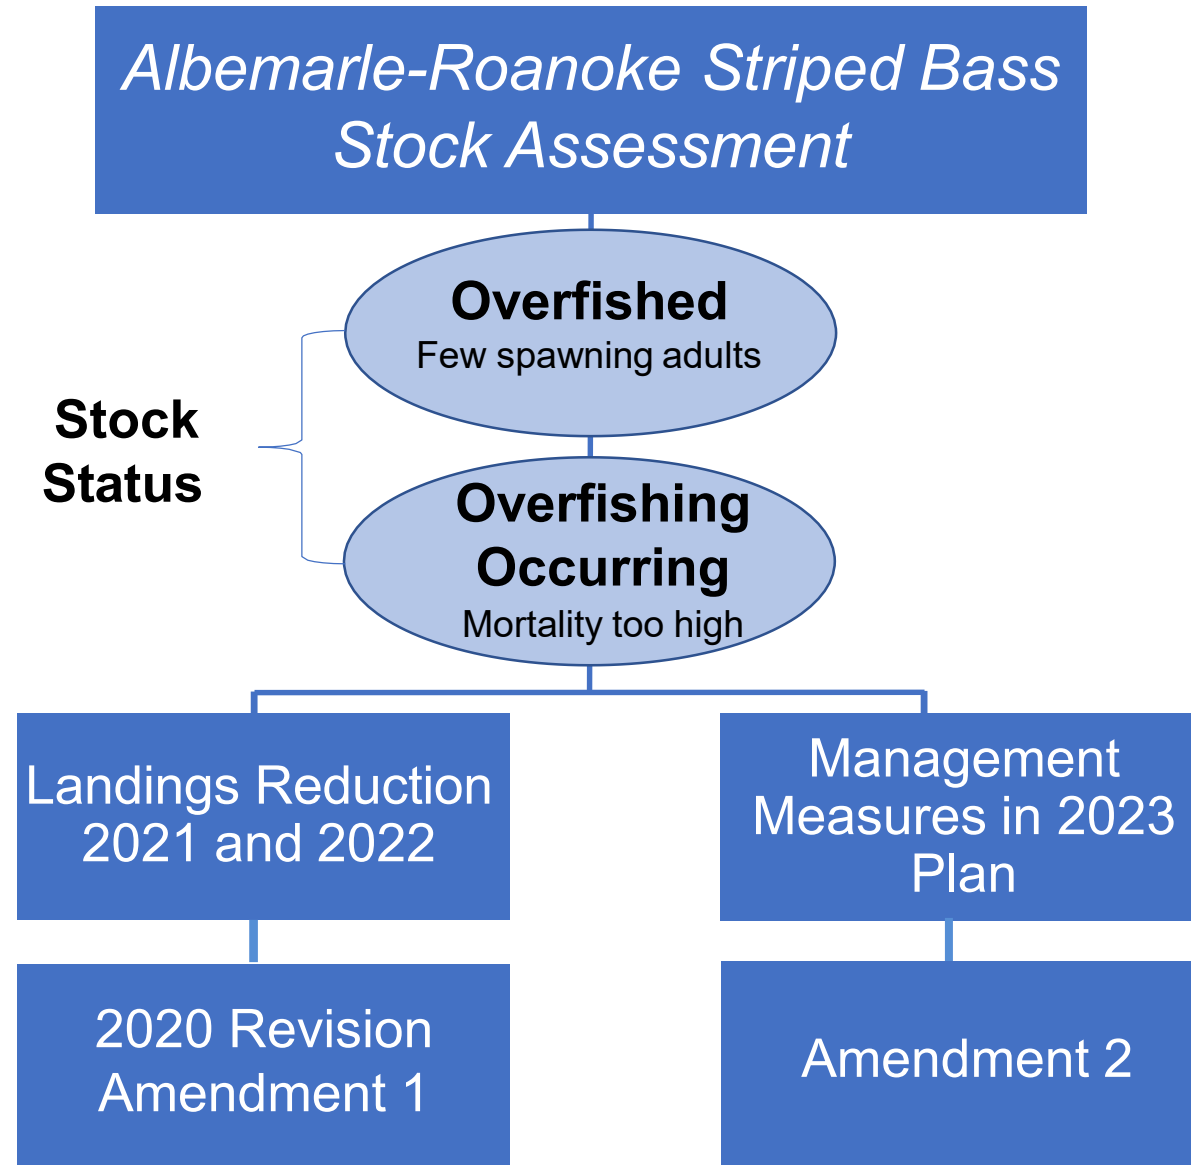 Albemarle-Roanoke Striped Bass
Stock Assessment
Overfished
Few spawning adults
Stock
Status
Overfishing
Occurring
Mortality too high
Landings Reduction
2021 and 2022
Management
Measures in 2023
Plan
2020 Revision
Amendment 1
Amendment 2